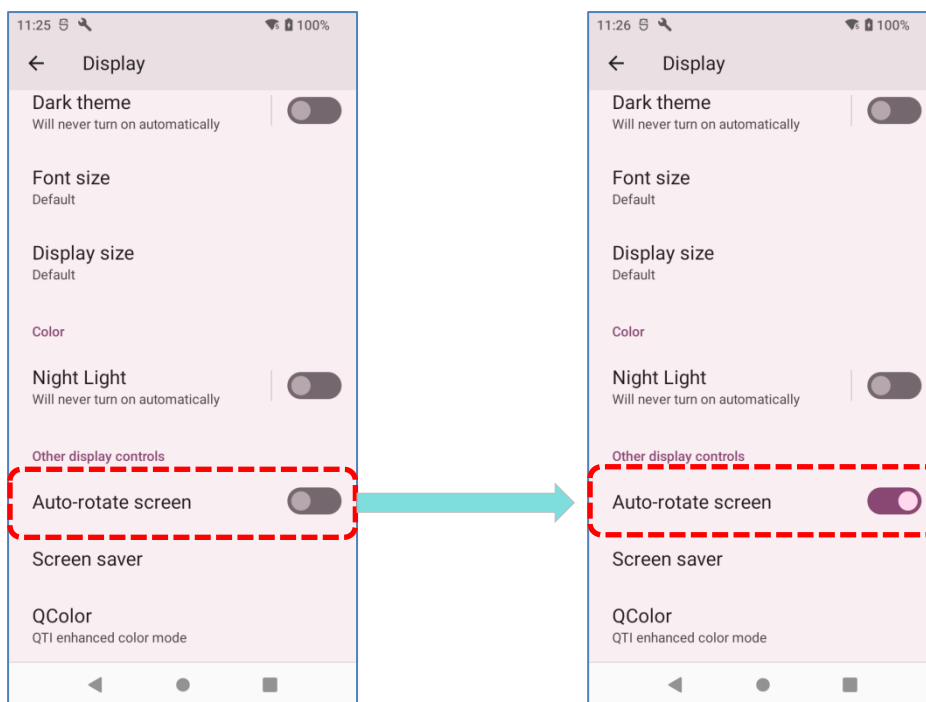 11:25
100%
Display
Dark theme
Will never turn on automatically
Font size
Default
Display size
Default
Color
Night Light
Will never turn on automatically
Other display controls
Auto-rotate screen
Screen saver
QColor
QTI enhanced color mode
11:26
100%
Display
Dark theme
Will never turn on automatically
Font size
Default
Display size
Default
Color
Night Light
Will never turn on automatically
Other display controls
Auto-rotate screen
Screen saver
QColor
QTI enhanced color mode